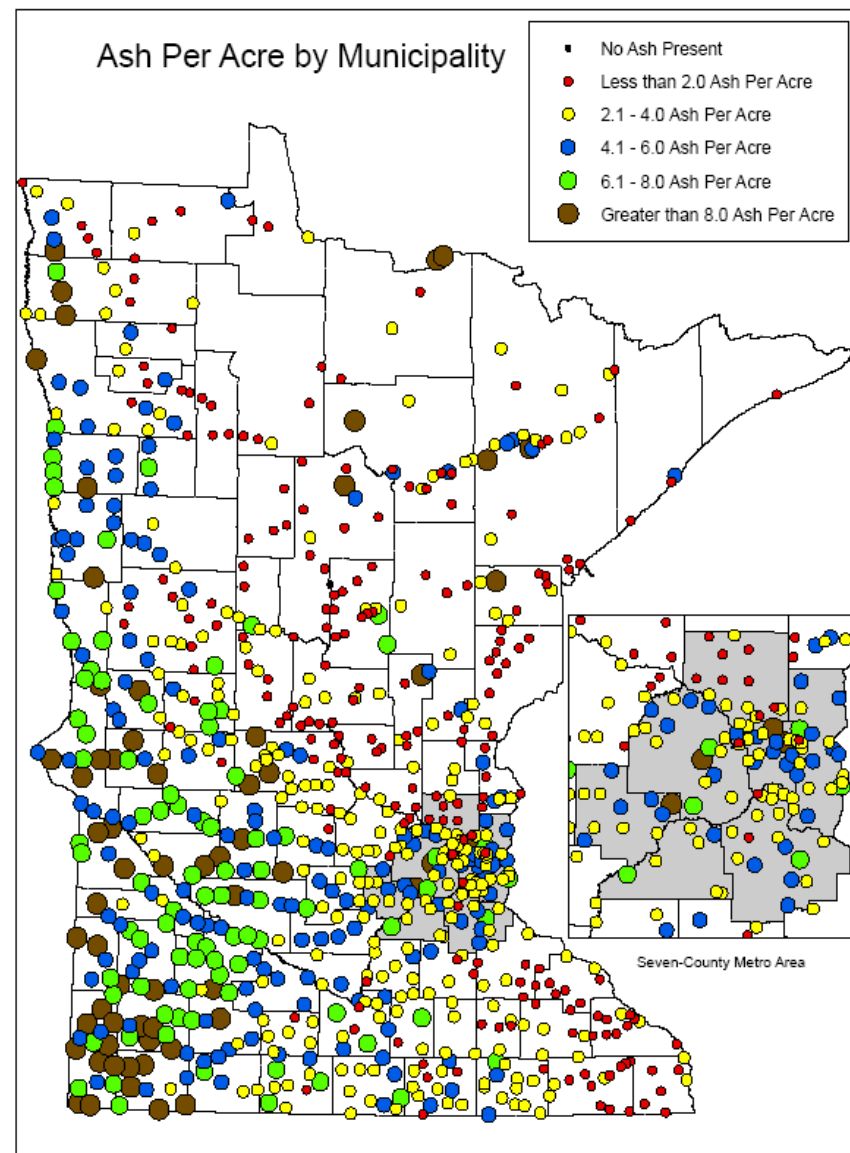 Ash Per Acre by Municipality
No Ash Present
Less than 2.0 Ash Per Acre
2.1 - 4.0 Ash Per Acre
4.1 - 6.0 Ash Per Acre
6.1 - 8.0 Ash Per Acre
Greater than 8.0 Ash Per Acre
Seven-County Metro Area